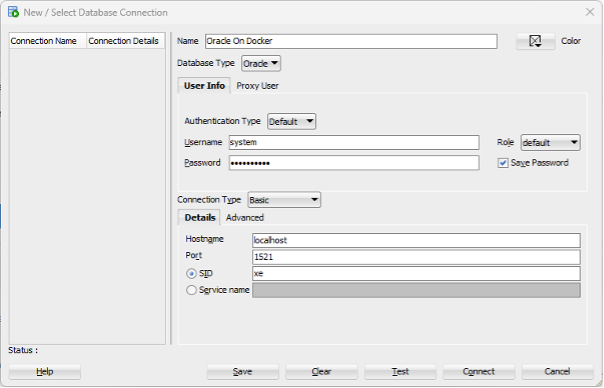 New / Select Database Connection
Connection Name Connection Details
Name Oracle On Docker Color
Database Type Oracle
User Info Proxy User
Authentication Type Default
Username system Role default
Password •••••••••• Save Password
Connection Type Basic
Details Advanced
Hostname localhost
Port 1521
SID xe
Service name
Status :
Help Save Clear Test Connect Cancel